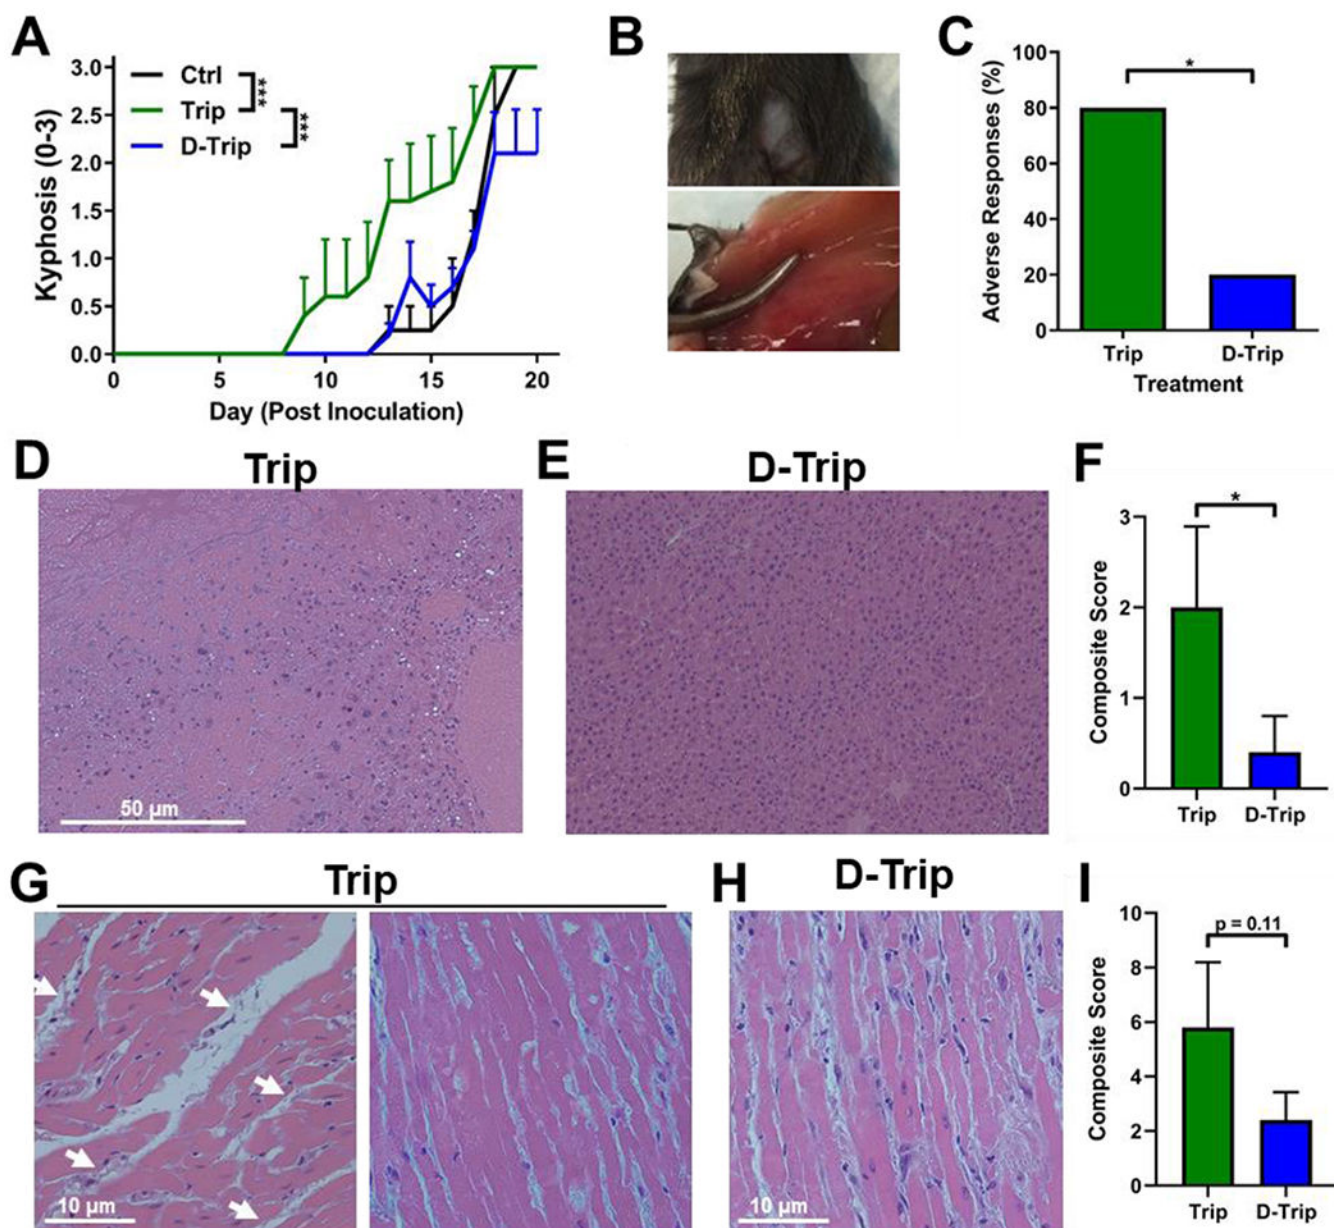 A
Kyphosis (0-3)
3.0
2.5
2.0
1.5
1.0
0.5
0.0
Ctrl
Trip
D-Trip
***
***
0 5 10 15 20
Day (Post Inoculation)
B
C
Adverse Responses (%)
100
80
60
40
20
0
*
Trip D-Trip
Treatment
D
Trip
50 μm
E
D-Trip
F
Composite Score
3
2
1
0
*
Trip D-Trip
G
Trip
10 μm
H
D-Trip
10 μm
I
Composite Score
10
8
6
4
2
0
p = 0.11
Trip D-Trip